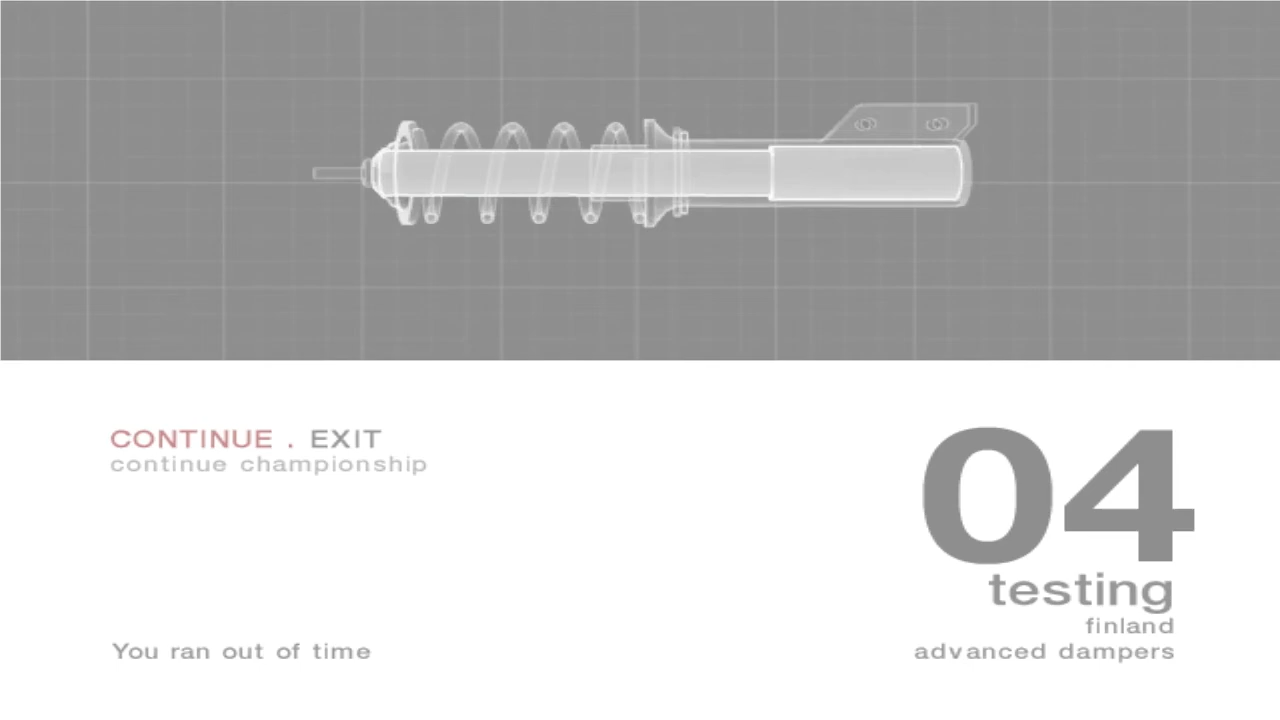 CONTINUE . EXIT
continue championship
04
testing
finland
You ran out of time
advanced dampers